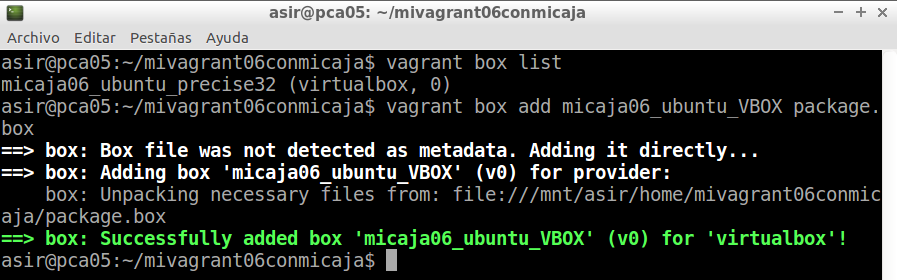 asir@pca05: ~/mivagrant06conmicaja
Archivo Editar Pestañas Ayuda
asir@pca05:~/mivagrant06conmicaja$ vagrant box list
micaja06_ubuntu_precise32 (virtualbox, 0)
asir@pca05:~/mivagrant06conmicaja$ vagrant box add micaja06_ubuntu_VBOX package.
box
==> box: Box file was not detected as metadata. Adding it directly...
==> box: Adding box 'micaja06_ubuntu_VBOX' (v0) for provider:
    box: Unpacking necessary files from: file:///mnt/asir/home/mivagrant06conmic
aja/package.box
==> box: Successfully added box 'micaja06_ubuntu_VBOX' (v0) for 'virtualbox'!
asir@pca05:~/mivagrant06conmicaja$